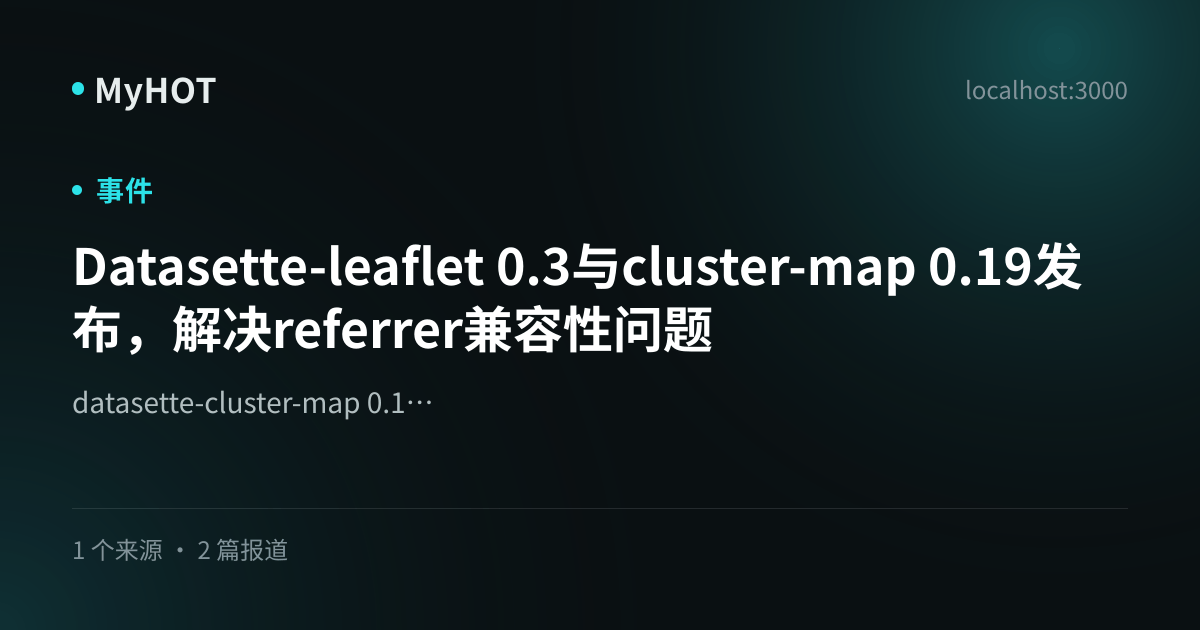 MyHOT
localhost:3000
事件
Datasette-leaflet 0.3与cluster-map 0.19发
布，解决referrer兼容性问题
datasette-cluster-map 0.1…
1 个来源 · 2 篇报道